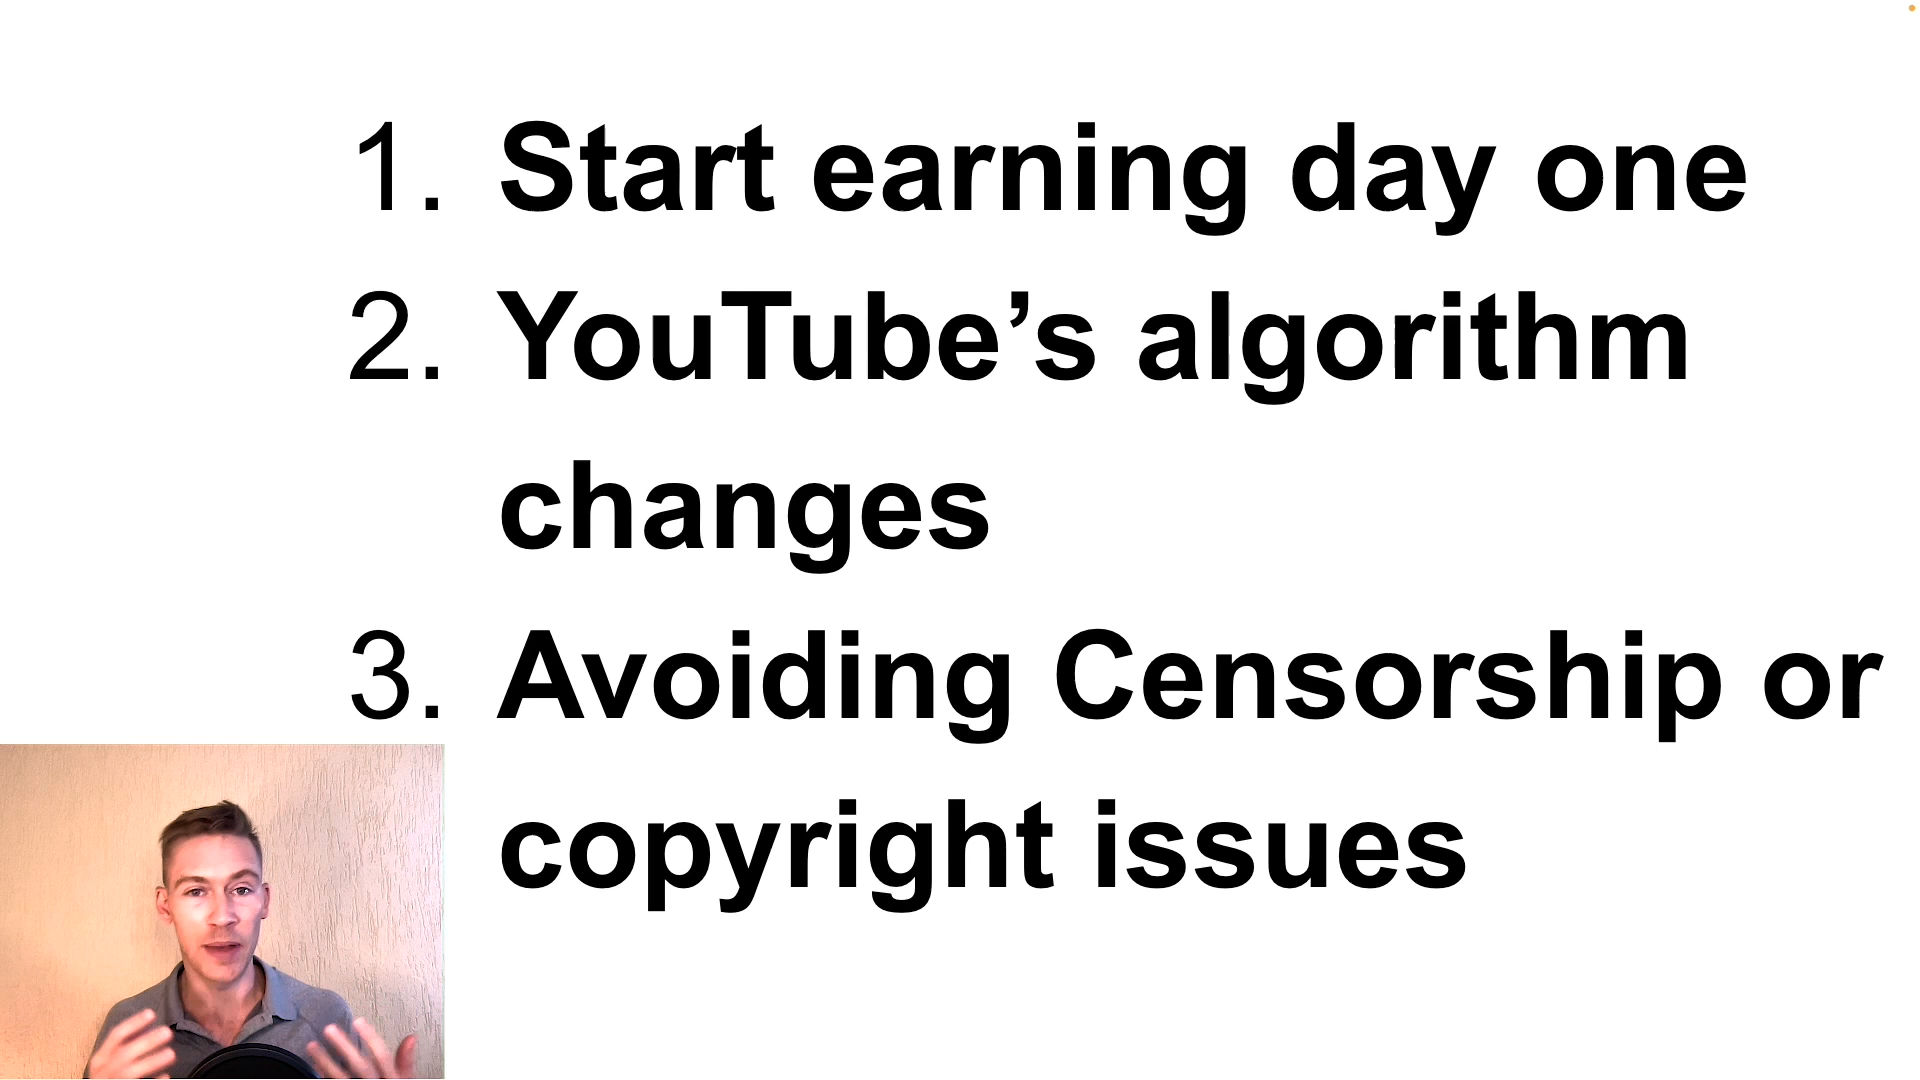 1. Start earning day one
2. YouTube’s algorithm
changes
3. Avoiding Censorship or
copyright issues